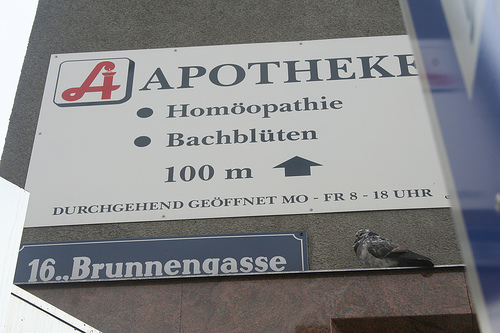 APOTHEKE
● Homöopathie
● Bachblüten
100 m
DURCHGEHEND GEÖFFNET MO - FR 8 - 18 UHR
16., Brunnengasse